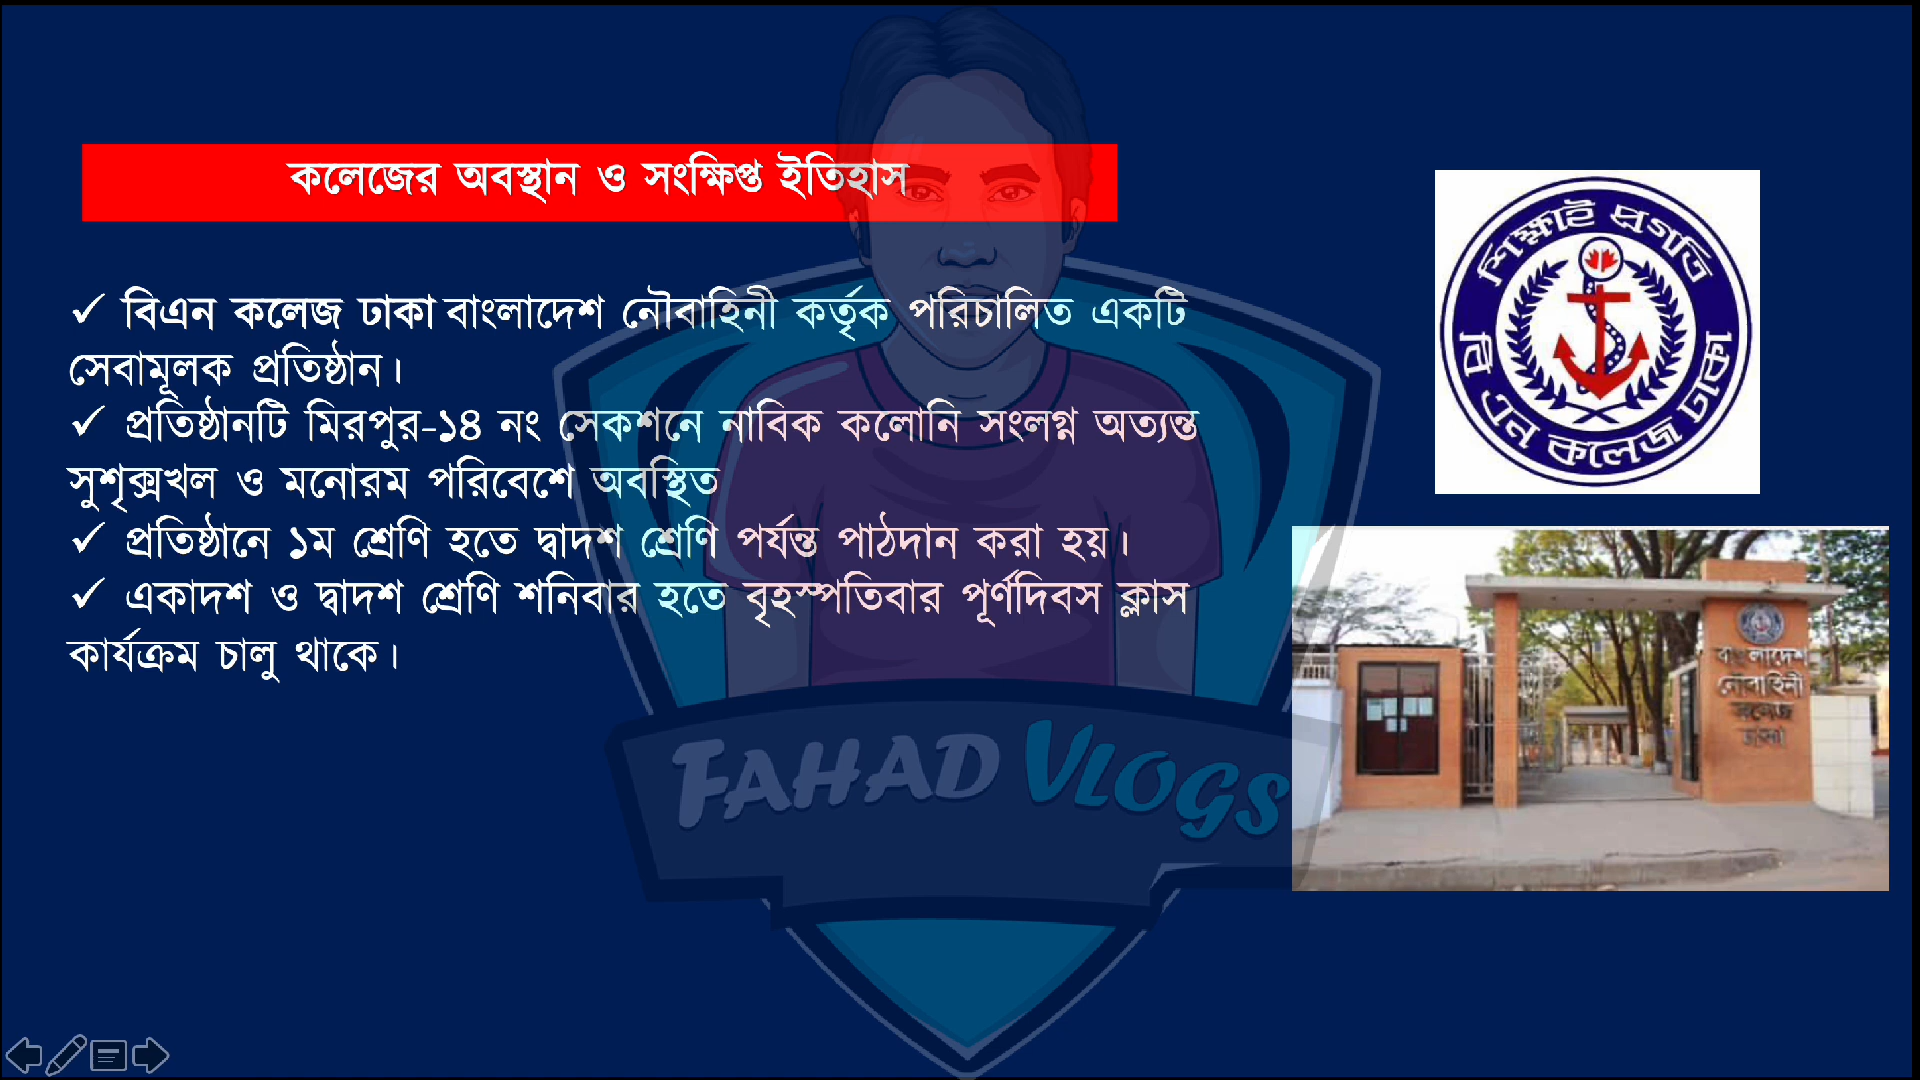 কলেজের অবস্থান ও সংক্ষিপ্ত ইতিহাস
✓ বিএন কলেজ ঢাকা বাংলাদেশ নৌবাহিনী কর্তৃক পরিচালিত একটি
সেবামূলক প্রতিষ্ঠান।
✓ প্রতিষ্ঠানটি মিরপুর-১৪ নং সেকশনে নাবিক কলোনি সংলগ্ন অত্যন্ত
সুশৃক্সখল ও মনোরম পরিবেশে অবস্থিত
✓ প্রতিষ্ঠানে ১ম শ্রেণি হতে দ্বাদশ শ্রেণি পর্যন্ত পাঠদান করা হয়।
✓ একাদশ ও দ্বাদশ শ্রেণি শনিবার হতে বৃহস্পতিবার পূর্ণদিবস ক্লাস
কার্যক্রম চালু থাকে।
শিক্ষাই প্রগতি
বি এন কলেজ ঢাকা
বাংলাদেশ
নৌবাহিনী
কলেজ
ঢাকা
FAHAD VLOGS